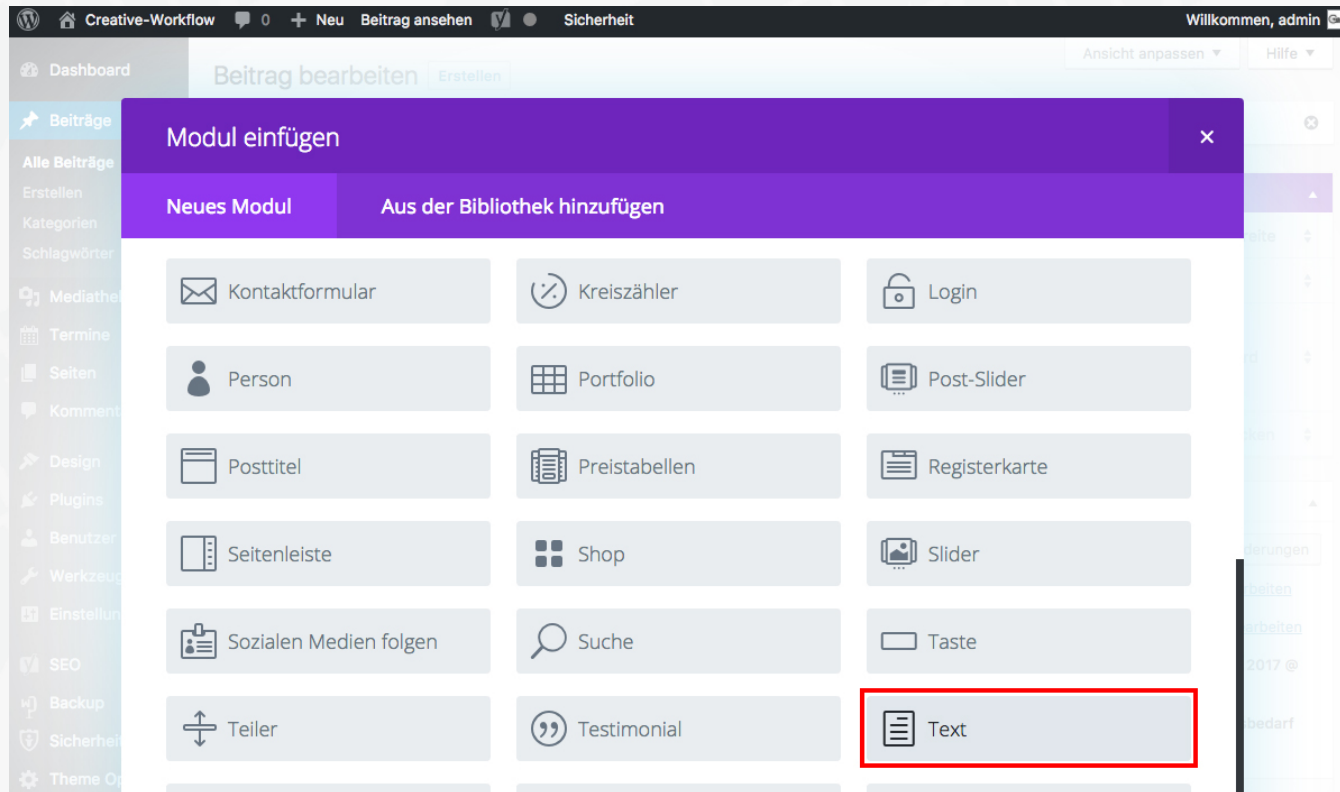 Creative-Workflow 0 + Neu Beitrag ansehen Sicherheit Willkommen, admin
Dashboard
Beitrag bearbeiten Erstellen
Ansicht anpassen Hilfe
Beiträge
Alle Beiträge
Erstellen
Kategorien
Schlagwörter
Termine
Seiten
Design
Plugins
Benutzer
SEO
Backup
Modul einfügen
Neues Modul Aus der Bibliothek hinzufügen
Kontaktformular Kreiszähler Login
Person Portfolio Post-Slider
Posttitel Preistabellen Registerkarte
Seitenleiste Shop Slider
Sozialen Medien folgen Suche Taste
Teiler Testimonial Text
2017 @